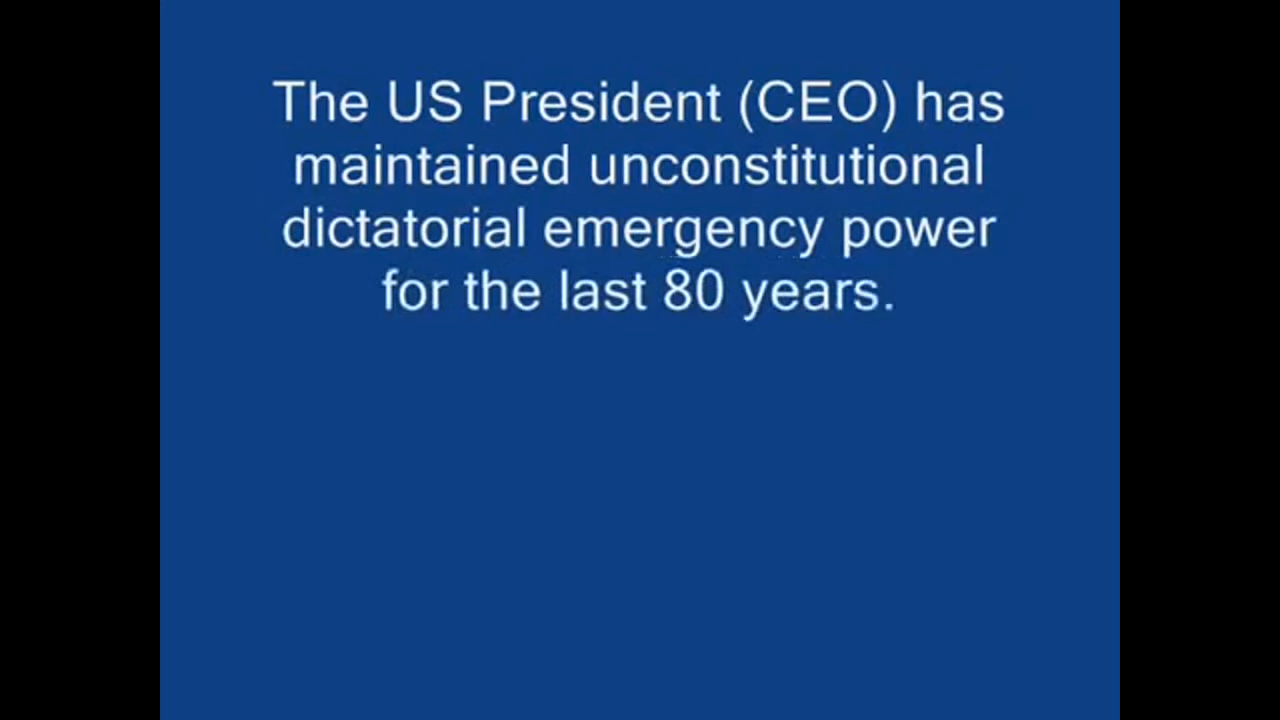 The US President (CEO) has
maintained unconstitutional
dictatorial emergency power
for the last 80 years.